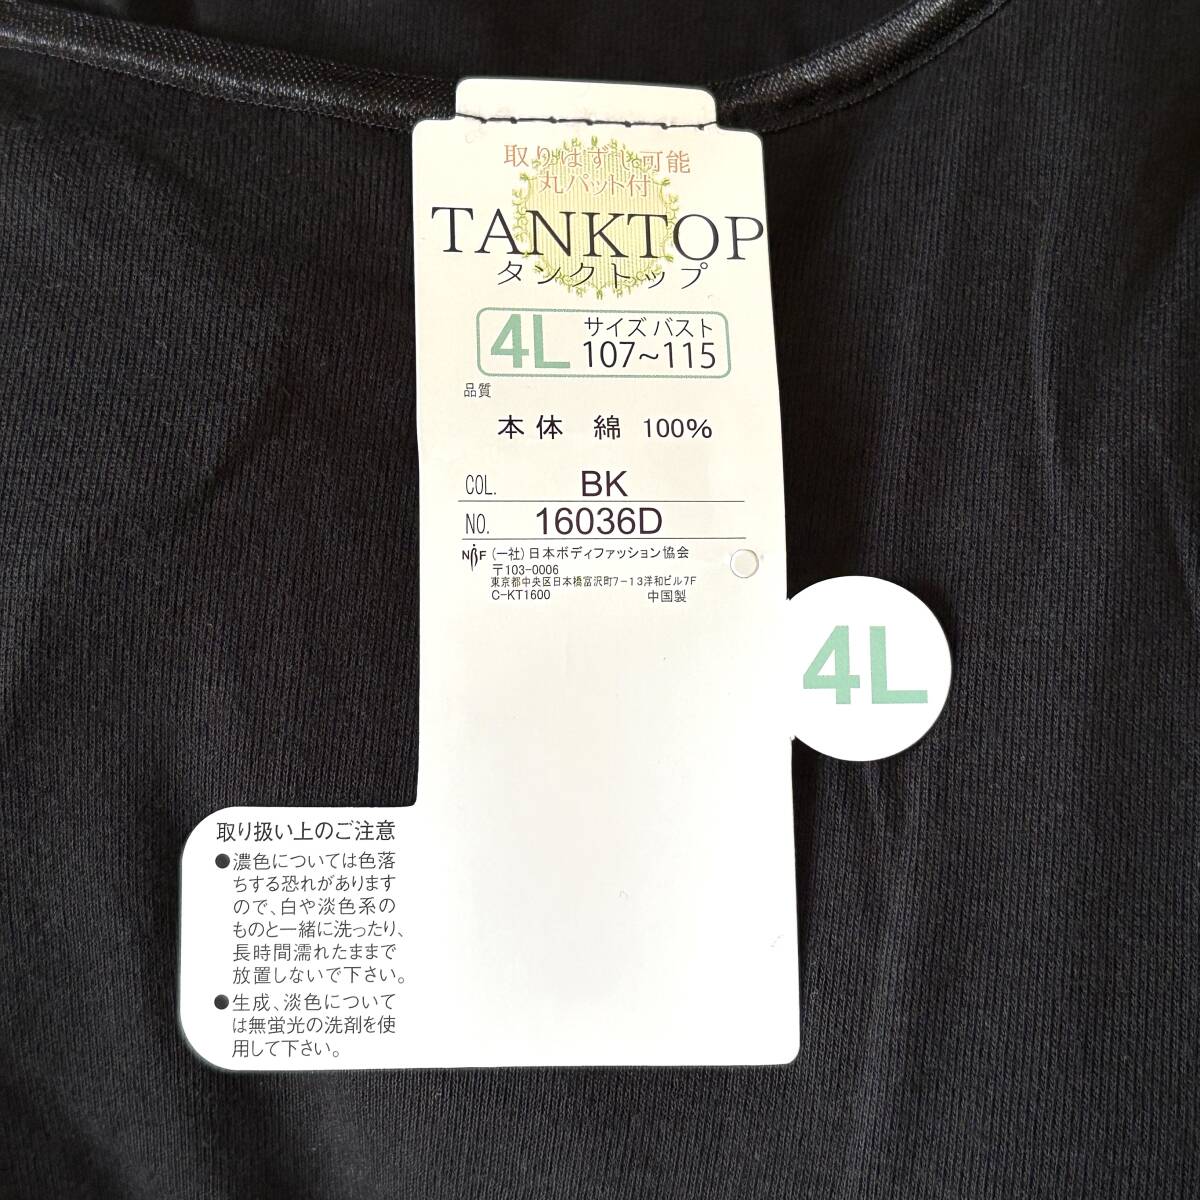 取りはずし可能
丸パット付
TANKTOP
タンクトップ
4L サイズ バスト
107~115
品質
本体 綿 100%
COL. BK
NO. 16036D
NBF (一社)日本ボディファッション協会
〒103-0006
東京都中央区日本橋富沢町7-13洋和ビル7F
C-KT1600 中国製
4L
取り扱い上のご注意
●濃色については色落
ちする恐れがあります
ので、白や淡色系の
ものと一緒に洗ったり、
長時間濡れたままで
放置しないで下さい。
●生成、淡色について
は無蛍光の洗剤を使
用して下さい。